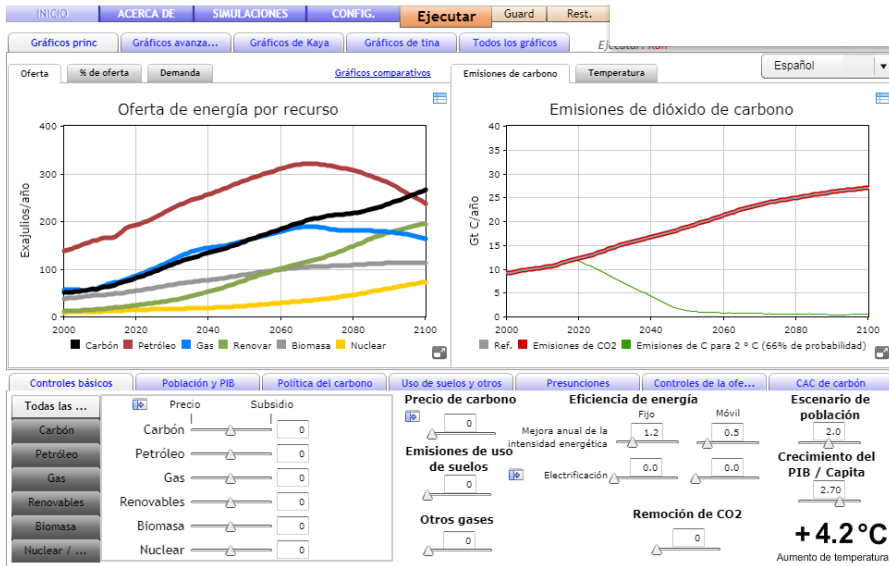 INICIO ACERCA DE SIMULACIONES CONFIG. Ejecutar Guard Rest.
Gráficos princ Gráficos avanza... Gráficos de Kaya Gráficos de tina Todos los gráficos Ejecutar: Run
Oferta % de oferta Demanda Gráficos comparativos Emisiones de carbono Temperatura Español
Oferta de energía por recurso
Exajulios/año
400
300
200
100
0
2000 2020 2040 2060 2080 2100
Carbón Petróleo Gas Renovar Biomasa Nuclear
Emisiones de dióxido de carbono
Gt C/año
40
35
30
25
20
15
10
5
0
2000 2020 2040 2060 2080 2100
Ref. Emisiones de CO2 Emisiones de C para 2 ° C (66% de probabilidad)
Controles básicos Población y PIB Política del carbono Uso de suelos y otros Presunciones Controles de la ofe... CAC de carbón
Todas las ...
Carbón
Petróleo
Gas
Renovables
Biomasa
Nuclear / ...
Precio Subsidio
Carbón 0
Petróleo 0
Gas 0
Renovables 0
Biomasa 0
Nuclear 0
Precio de carbono
0
Emisiones de uso
de suelos
0
Otros gases
0
Eficiencia de energía
Fijo Móvil
Mejora anual de la
intensidad energética
1.2 0.5
Electrificación 0.0 0.0
Remoción de CO2
0
Escenario de
población
2.0
Crecimiento del
PIB / Capita
2.70
+4.2°C
Aumento de temperatura